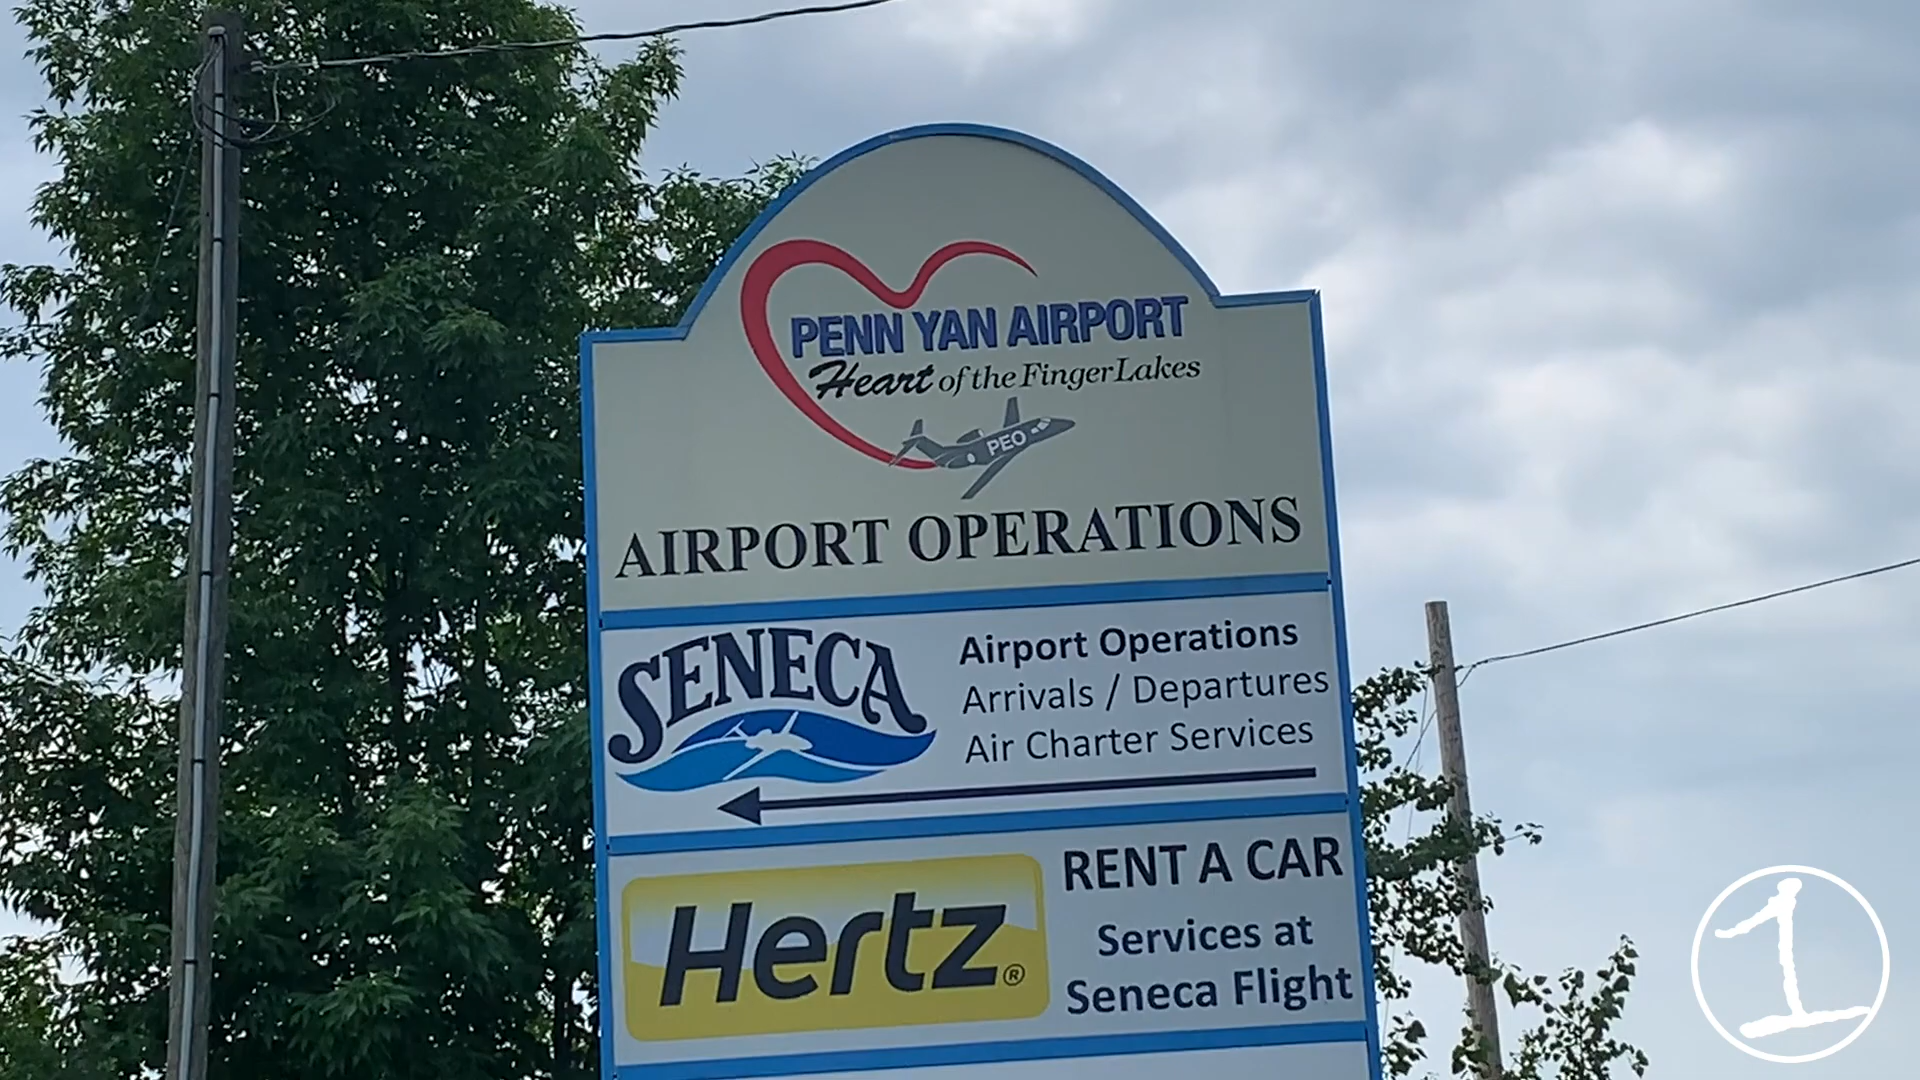 PENN YAN AIRPORT
Heart of the Finger Lakes
PEO
AIRPORT OPERATIONS
SENECA
Airport Operations
Arrivals / Departures
Air Charter Services
Hertz®
RENT A CAR
Services at
Seneca Flight
1